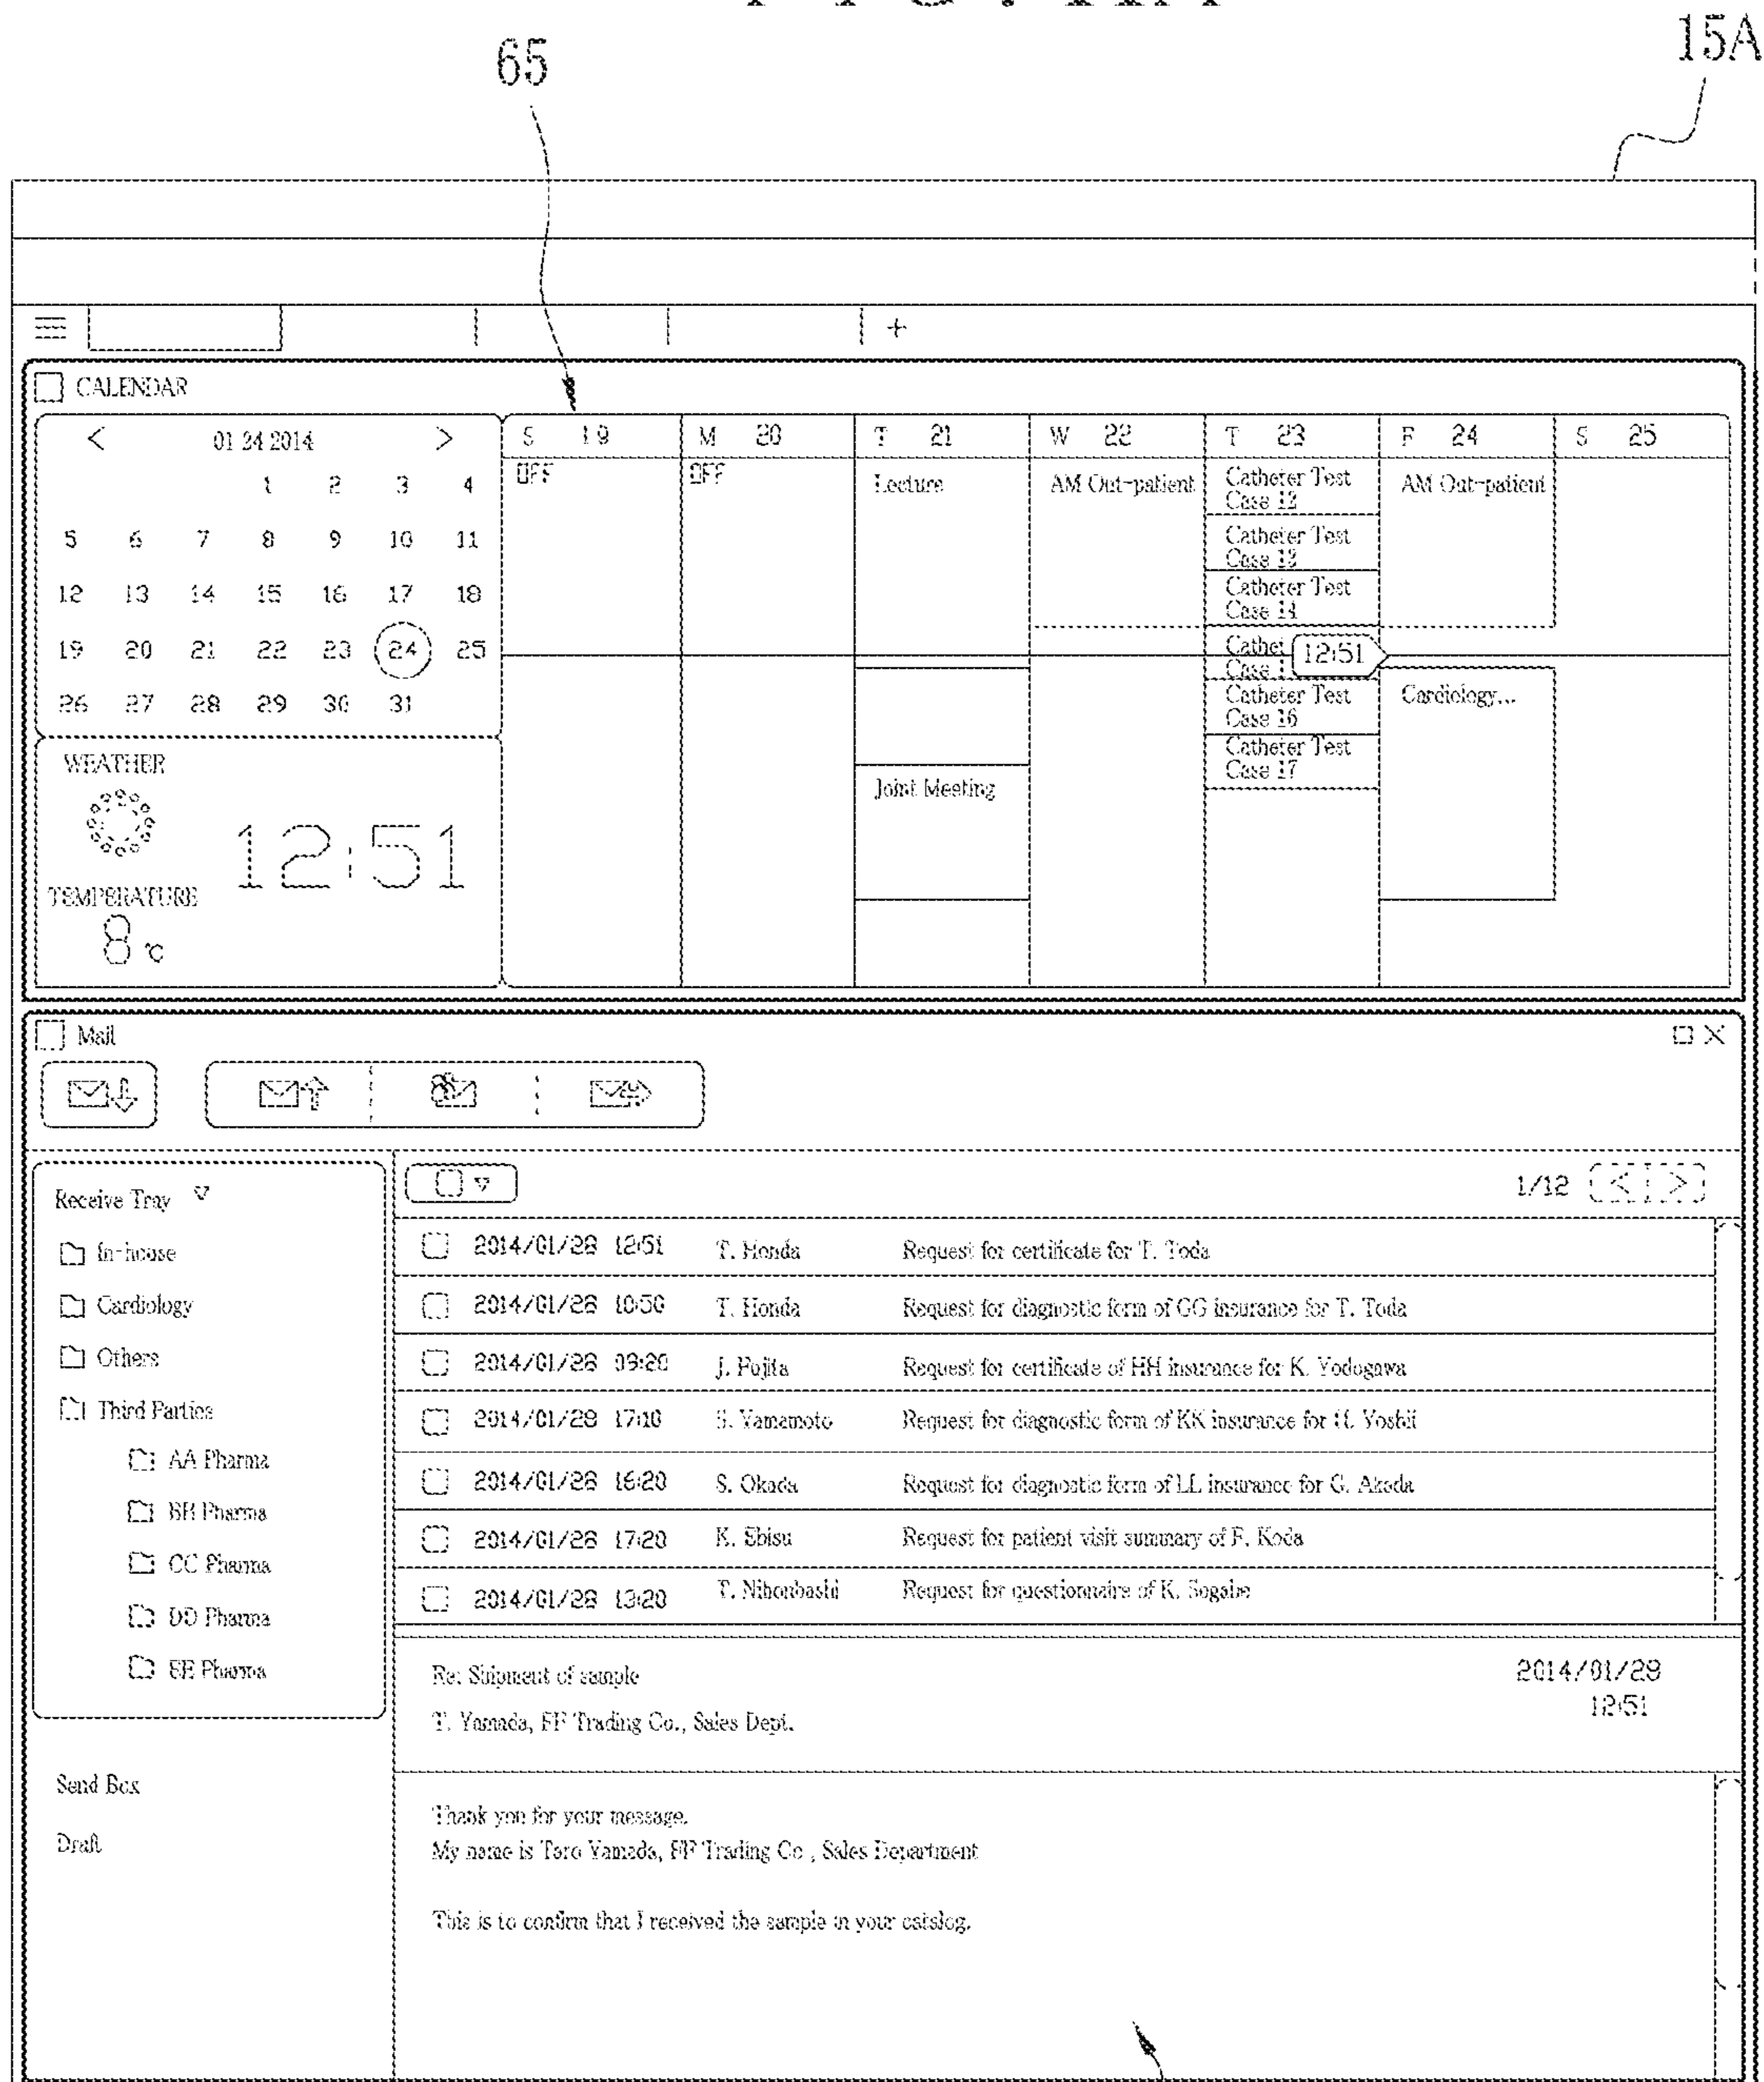 65
15A
+
CALENDAR
< 01 24 2014 >
1 2 3 4
5 6 7 8 9 10 11
12 13 14 15 16 17 18
19 20 21 22 23 24 25
26 27 28 29 30 31
WEATHER
12:51
TEMPERATURE
8 ℃
S 19 M 20 T 21 W 22 T 23 F 24 S 25
OFF
OFF
Lecture
Joint Meeting
AM Out-patient
Catheter Test
Case 12
Catheter Test
Case 13
Catheter Test
Case 14
Cathe
Case 1
12:51
Catheter Test
Case 16
Catheter Test
Case 17
AM Out-patient
Cardiology...
Mail
Receive Tray
In-house
Cardiology
Others
Third Parties
AA Pharma
BB Pharma
CC Pharma
DD Pharma
EE Pharma
Send Box
Draft
1/12 < >
2014/01/28 12:51 T. Honda Request for certificate for T. Toda
2014/01/28 10:50 T. Honda Request for diagnostic form of GG insurance for T. Toda
2014/01/28 09:20 J. Fujita Request for certificate of HH insurance for K. Yodogawa
2014/01/28 17:10 S. Yamamoto Request for diagnostic form of KK insurance for H. Yoshii
2014/01/28 16:20 S. Okada Request for diagnostic form of LL insurance for G. Akada
2014/01/28 17:20 K. Ebisu Request for patient visit summary of F. Koda
2014/01/28 13:20 T. Nihonbashi Request for questionnaire of K. Sogabe
Re: Shipment of sample 2014/01/28
12:51
T. Yamada, FF Trading Co., Sales Dept.
Thank you for your message.
My name is Taro Yamada, FF Trading Co., Sales Department
This is to confirm that I received the sample in your catalog.